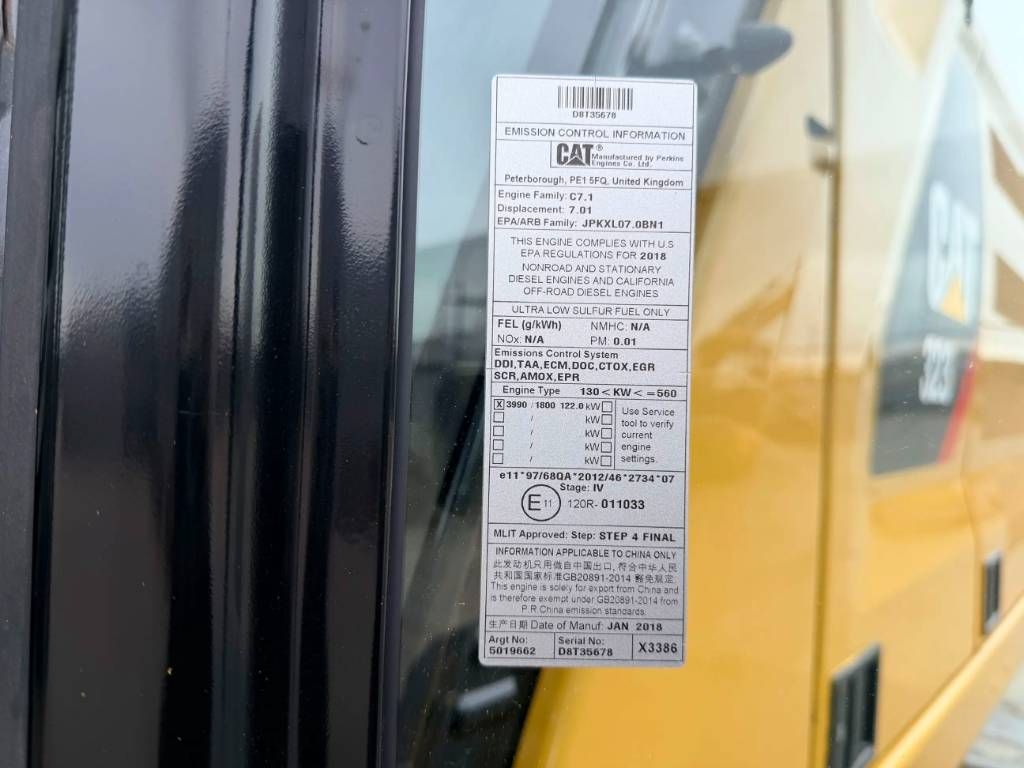 D8T35678
EMISSION CONTROL INFORMATION
CAT® Manufactured by Perkins
Engines Co. Ltd.
Peterborough, PE1 5FQ, United Kingdom
Engine Family: C7.1
Displacement: 7.01
EPA/ARB Family: JPKXL07.0BN1
THIS ENGINE COMPLIES WITH U.S
EPA REGULATIONS FOR 2018
NONROAD AND STATIONARY
DIESEL ENGINES AND CALIFORNIA
OFF-ROAD DIESEL ENGINES
ULTRA LOW SULFUR FUEL ONLY
FEL (g/kWh) NMHC: N/A
NOx: N/A PM: 0.01
Emissions Control System
DDI,TAA,ECM,DOC,CTOX,EGR
SCR,AMOX,EPR
Engine Type 130 < KW < =560
X 3990 / 1800 122.0 kW
/ kW
/ kW
/ kW
/ kW
Use Service
tool to verify
current
engine
settings.
e11*97/68QA*2012/46*2734*07
Stage: IV
E11 120R- 011033
MLIT Approved: Step: STEP 4 FINAL
INFORMATION APPLICABLE TO CHINA ONLY
此发动机只用做自中国出口, 符合中华人民
共和国国家标准GB20891-2014 豁免规定.
This engine is solely for export from China and
is therefore exempt under GB20891-2014 from
P.R.China emission standards.
生产日期 Date of Manuf: JAN 2018
Argt No:
5019662
Serial No:
D8T35678
X3386
CAT
323